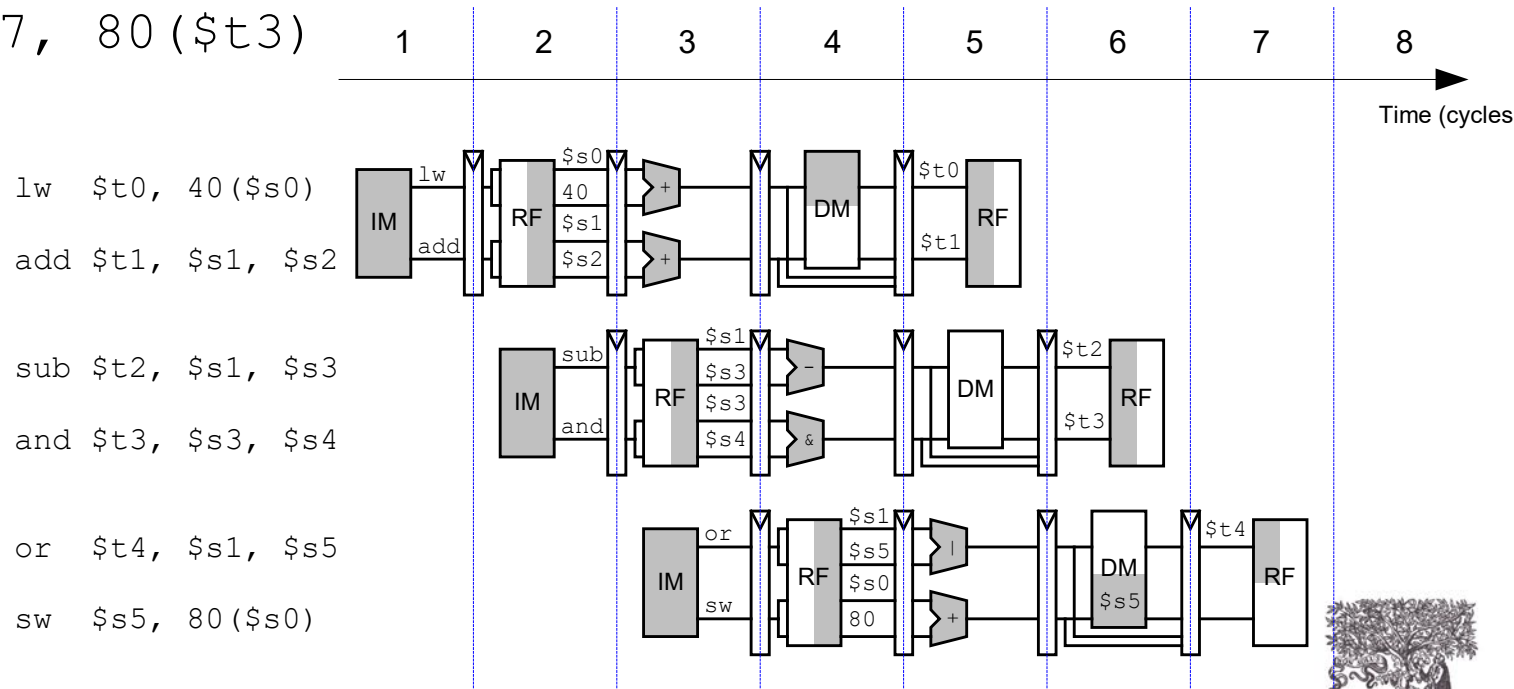 7, 80($t3)
1 2 3 4 5 6 7 8
Time (cycles
lw $t0, 40($s0)
add $t1, $s1, $s2
IM
lw
add
RF
$s0
40
$s1
$s2
+
+
DM
$t0
$t1
RF
sub $t2, $s1, $s3
and $t3, $s3, $s4
IM
sub
and
RF
$s1
$s3
$s3
$s4
-
&
DM
$t2
$t3
RF
or $t4, $s1, $s5
sw $s5, 80($s0)
IM
or
sw
RF
$s1
$s5
$s0
80
|
+
DM
$s5
$t4
RF